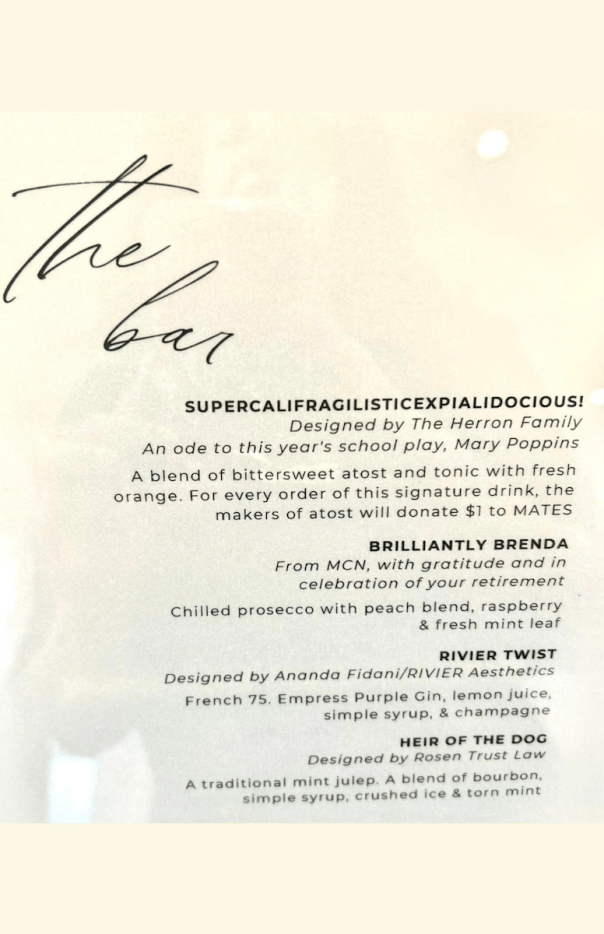 the
bar
SUPERCALIFRAGILISTICEXPIALIDOCIOUS!
Designed by The Herron Family
An ode to this year's school play, Mary Poppins
A blend of bittersweet atost and tonic with fresh
orange. For every order of this signature drink, the
makers of atost will donate $1 to MATES
BRILLIANTLY BRENDA
From MCN, with gratitude and in
celebration of your retirement
Chilled prosecco with peach blend, raspberry
& fresh mint leaf
RIVIER TWIST
Designed by Ananda Fidani/RIVIER Aesthetics
French 75. Empress Purple Gin, lemon juice,
simple syrup, & champagne
HEIR OF THE DOG
Designed by Rosen Trust Law
A traditional mint julep. A blend of bourbon,
simple syrup, crushed ice & torn mint